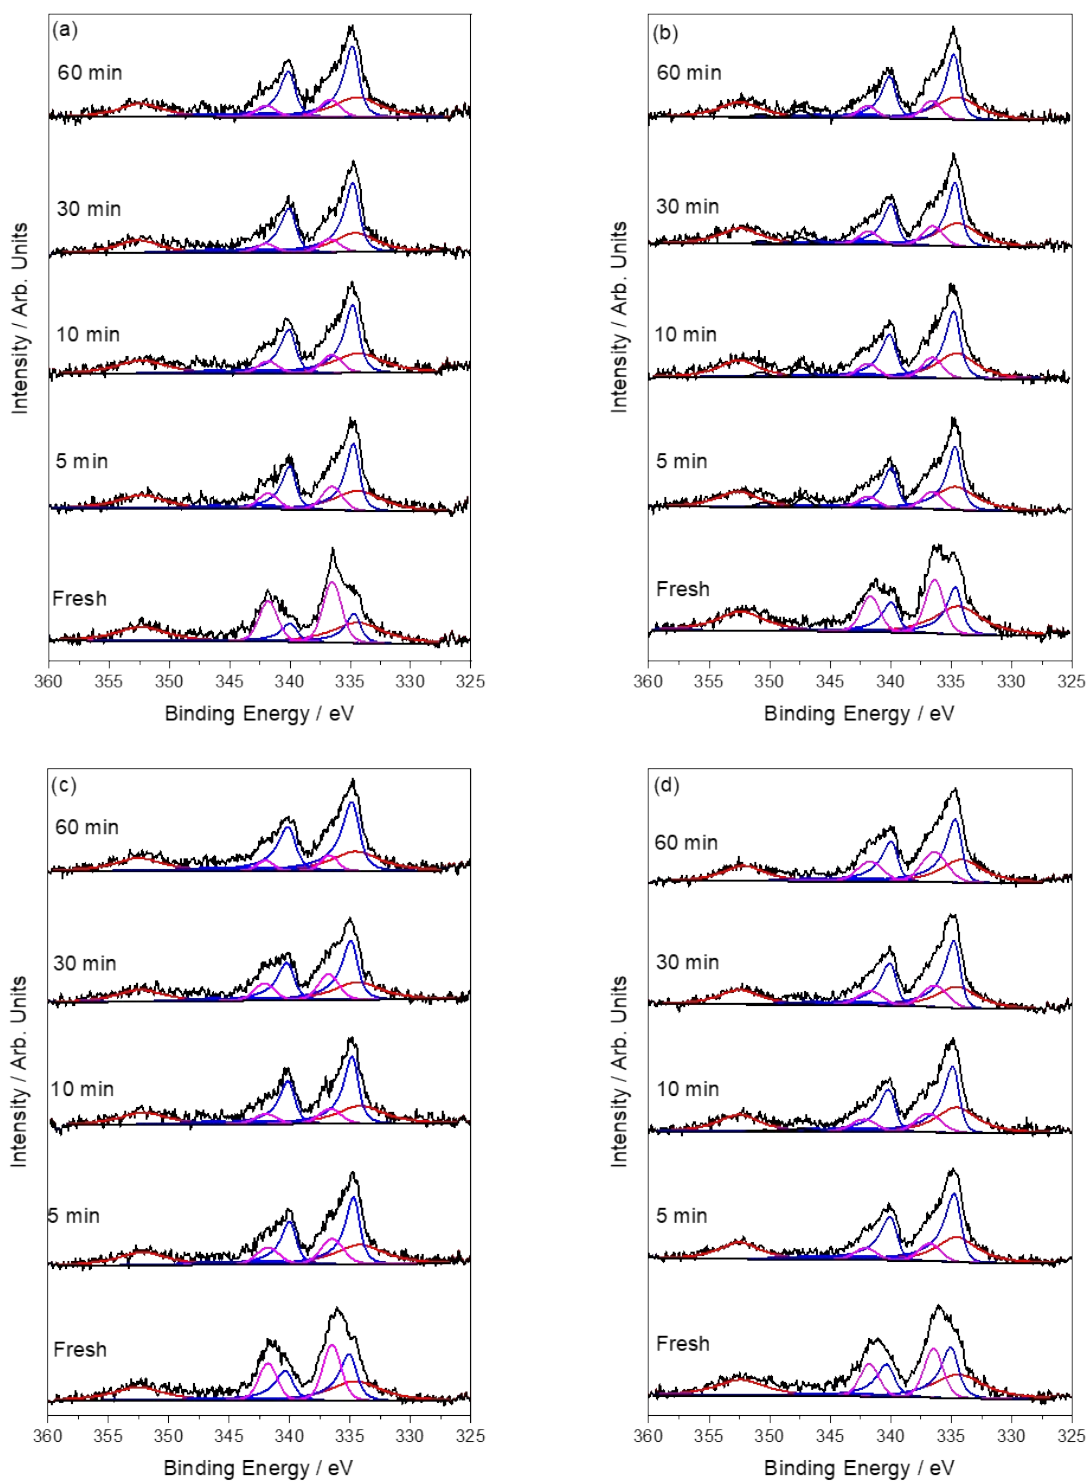 (a)
60 min
30 min
10 min
5 min
Fresh
Intensity / Arb. Units
360 355 350 345 340 335 330 325
Binding Energy / eV
(b)
60 min
30 min
10 min
5 min
Fresh
Intensity / Arb. Units
360 355 350 345 340 335 330 325
Binding Energy / eV
(c)
60 min
30 min
10 min
5 min
Fresh
Intensity / Arb. Units
360 355 350 345 340 335 330 325
Binding Energy / eV
(d)
60 min
30 min
10 min
5 min
Fresh
Intensity / Arb. Units
360 355 350 345 340 335 330 325
Binding Energy / eV